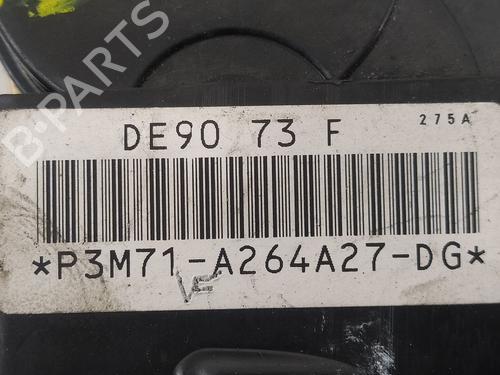 DE90 73 F 275A
*P3M71-A264A27-DG*
B-PARTS